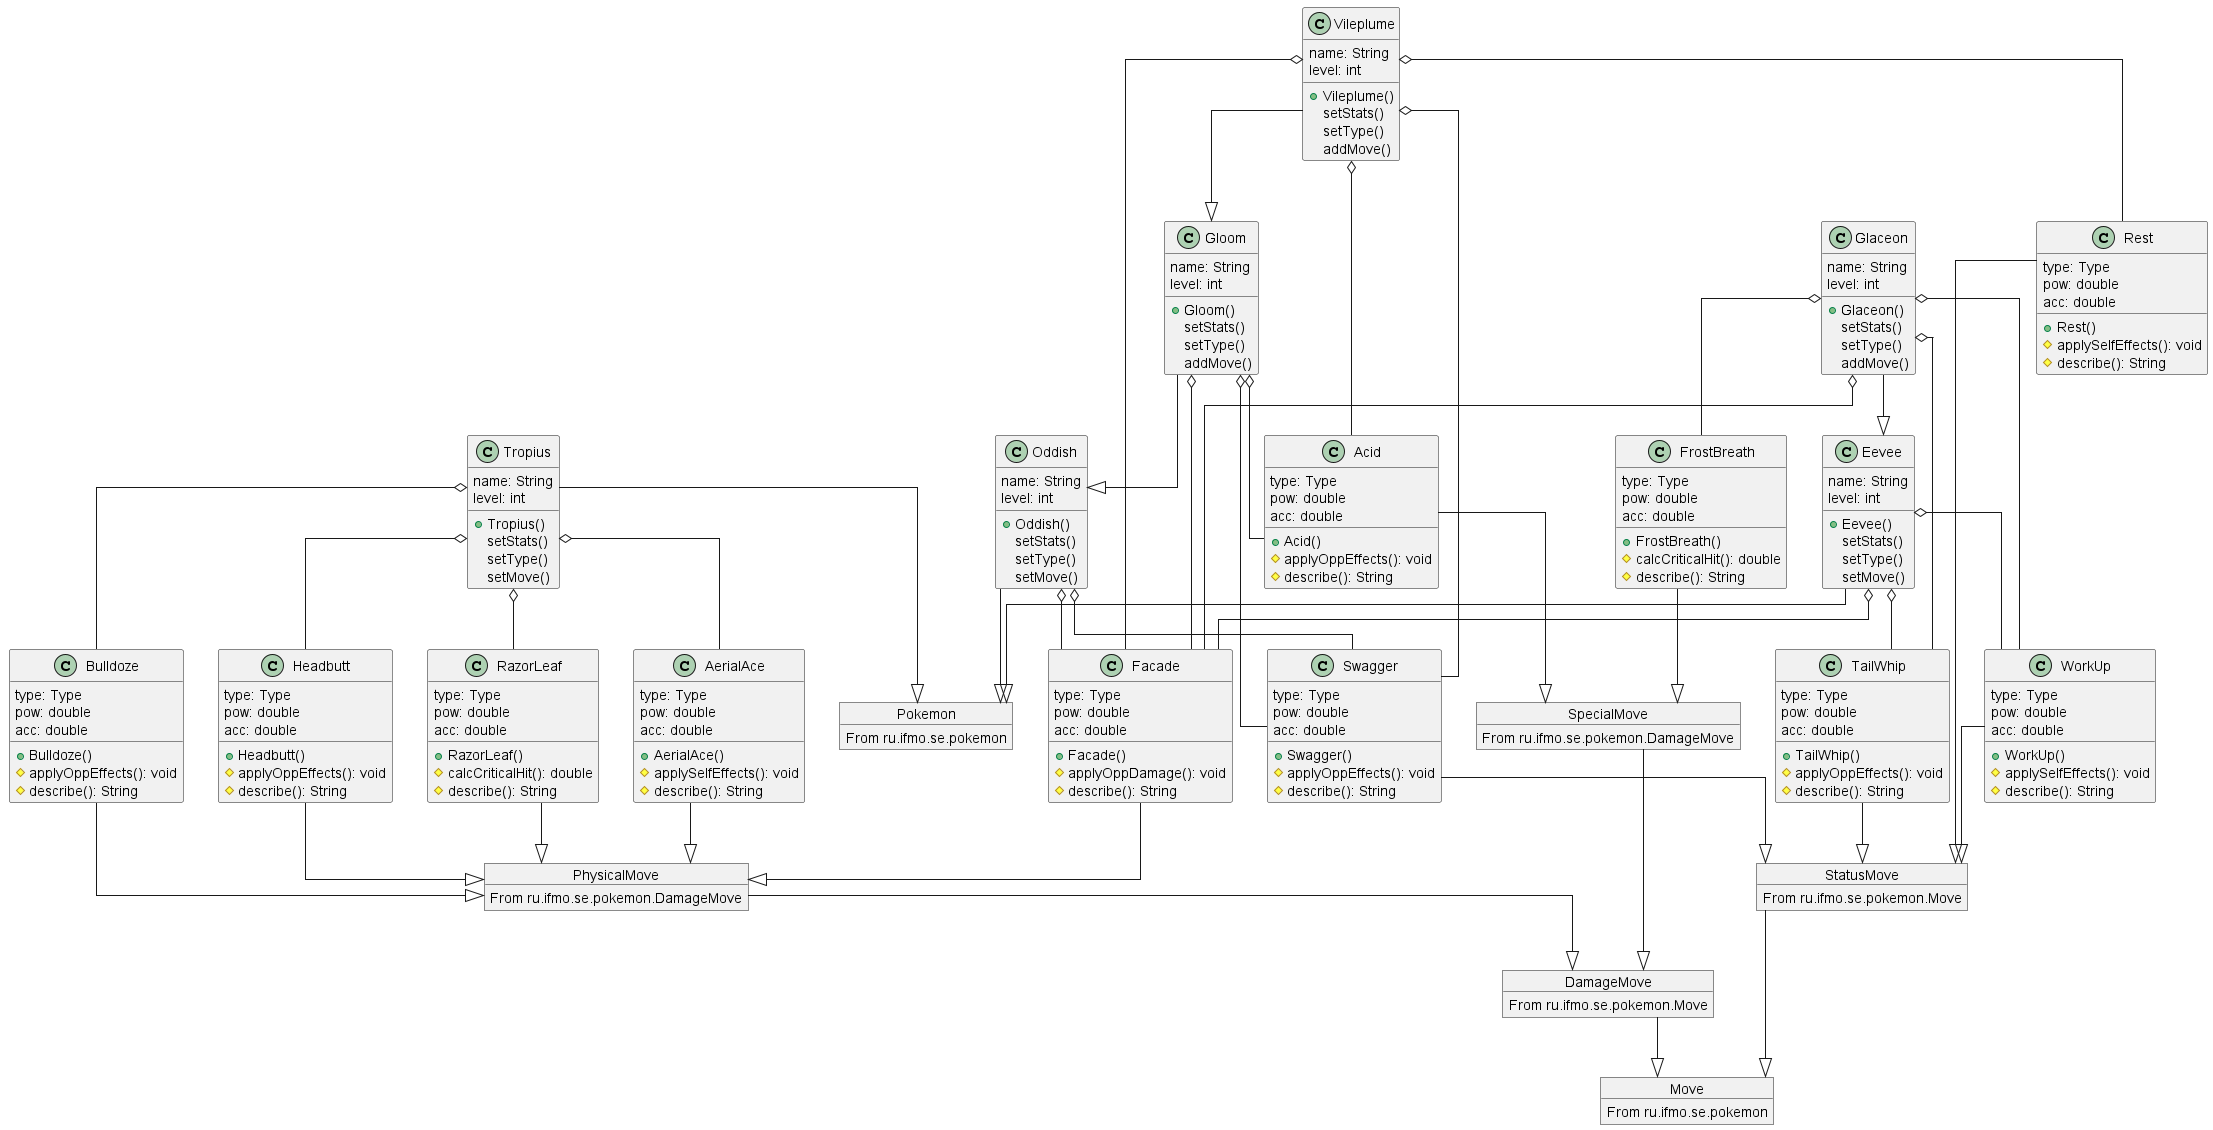 C Vileplume
name: String
level: int
Vileplume()
setStats()
setType()
addMove()
C Gloom
name: String
level: int
Gloom()
setStats()
setType()
addMove()
C Glaceon
name: String
level: int
Glaceon()
setStats()
setType()
addMove()
C Rest
type: Type
pow: double
acc: double
Rest()
applySelfEffects(): void
describe(): String
C Tropius
name: String
level: int
Tropius()
setStats()
setType()
setMove()
C Oddish
name: String
level: int
Oddish()
setStats()
setType()
setMove()
C Acid
type: Type
pow: double
acc: double
Acid()
applyOppEffects(): void
describe(): String
C FrostBreath
type: Type
pow: double
acc: double
FrostBreath()
calcCriticalHit(): double
describe(): String
C Eevee
name: String
level: int
Eevee()
setStats()
setType()
setMove()
C Bulldoze
type: Type
pow: double
acc: double
Bulldoze()
applyOppEffects(): void
describe(): String
C Headbutt
type: Type
pow: double
acc: double
Headbutt()
applyOppEffects(): void
describe(): String
C RazorLeaf
type: Type
pow: double
acc: double
RazorLeaf()
calcCriticalHit(): double
describe(): String
C AerialAce
type: Type
pow: double
acc: double
AerialAce()
applySelfEffects(): void
describe(): String
Pokemon
From ru.ifmo.se.pokemon
C Facade
type: Type
pow: double
acc: double
Facade()
applyOppDamage(): void
describe(): String
C Swagger
type: Type
pow: double
acc: double
Swagger()
applyOppEffects(): void
describe(): String
SpecialMove
From ru.ifmo.se.pokemon.DamageMove
C TailWhip
type: Type
pow: double
acc: double
TailWhip()
applyOppEffects(): void
describe(): String
C WorkUp
type: Type
pow: double
acc: double
WorkUp()
applySelfEffects(): void
describe(): String
PhysicalMove
From ru.ifmo.se.pokemon.DamageMove
StatusMove
From ru.ifmo.se.pokemon.Move
DamageMove
From ru.ifmo.se.pokemon.Move
Move
From ru.ifmo.se.pokemon